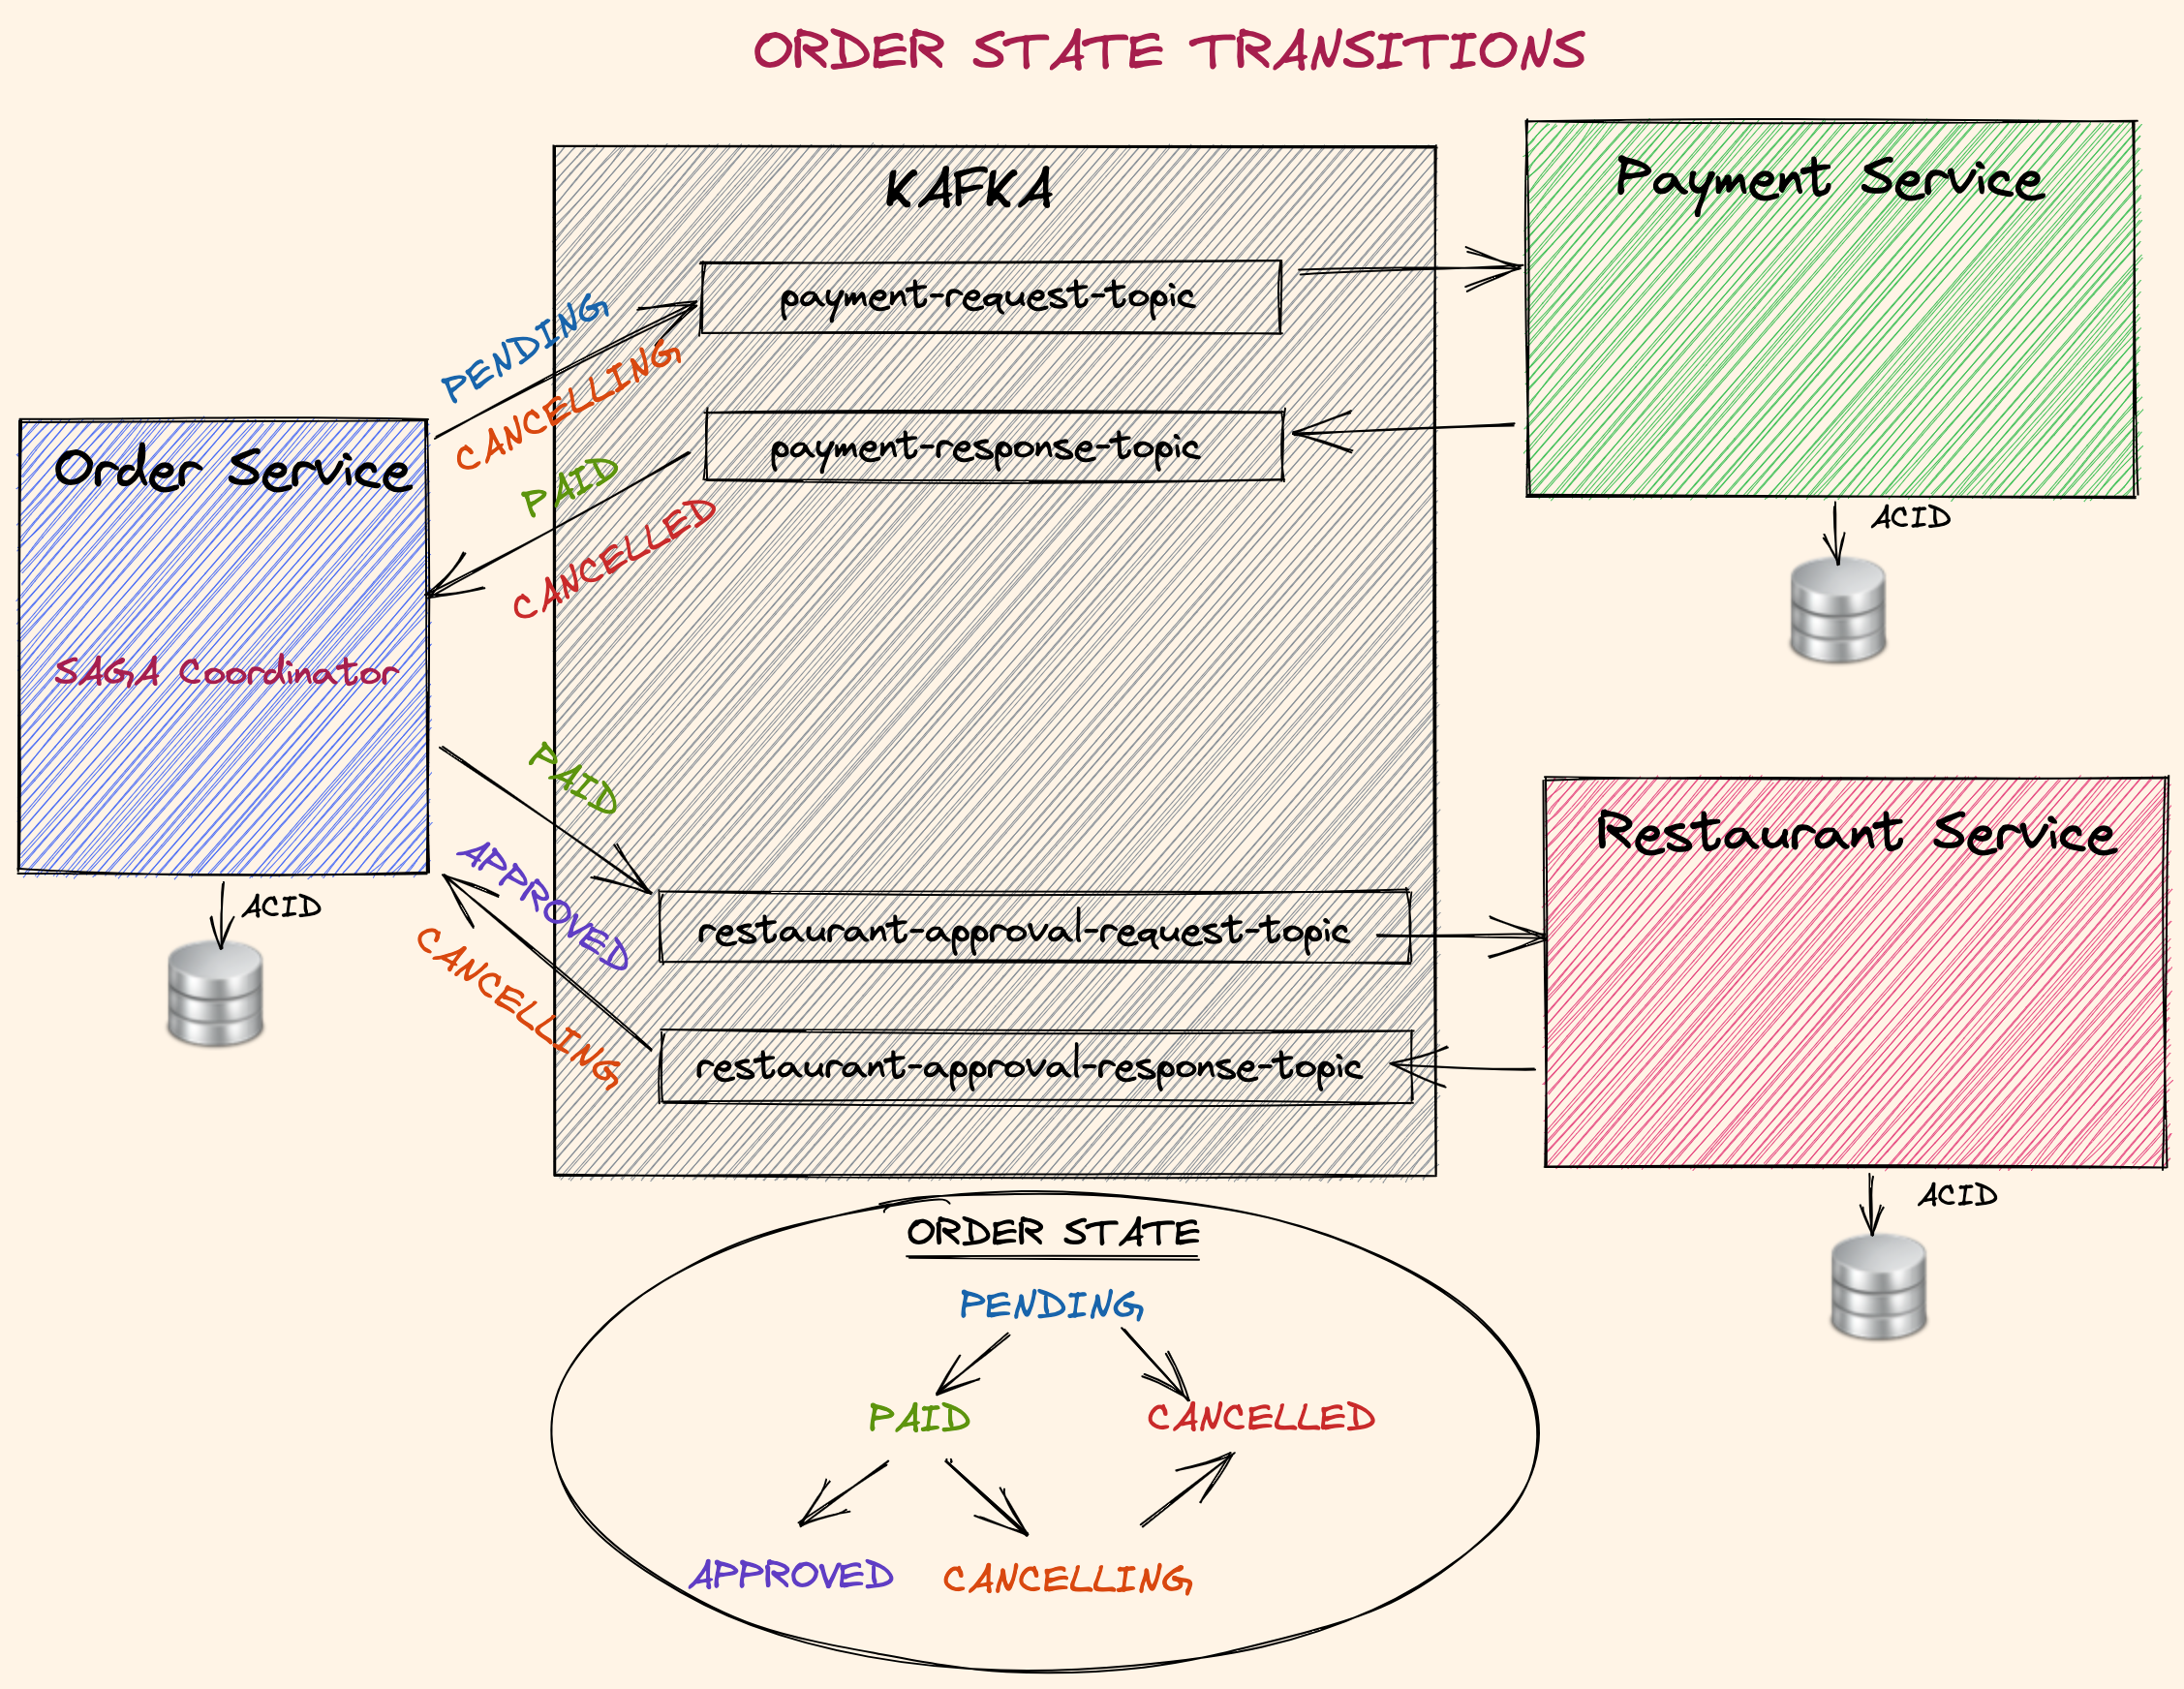 ORDER STATE TRANSITIONS
KAFKA
Payment Service
payment-request-topic
PENDING
CANCELLING
payment-response-topic
Order Service
PAID
CANCELLED
ACID
SAGA Coordinator
PAID
Restaurant Service
APPROVED
ACID
restaurant-approval-request-topic
CANCELLING
restaurant-approval-response-topic
ACID
ORDER STATE
PENDING
PAID
CANCELLED
APPROVED
CANCELLING